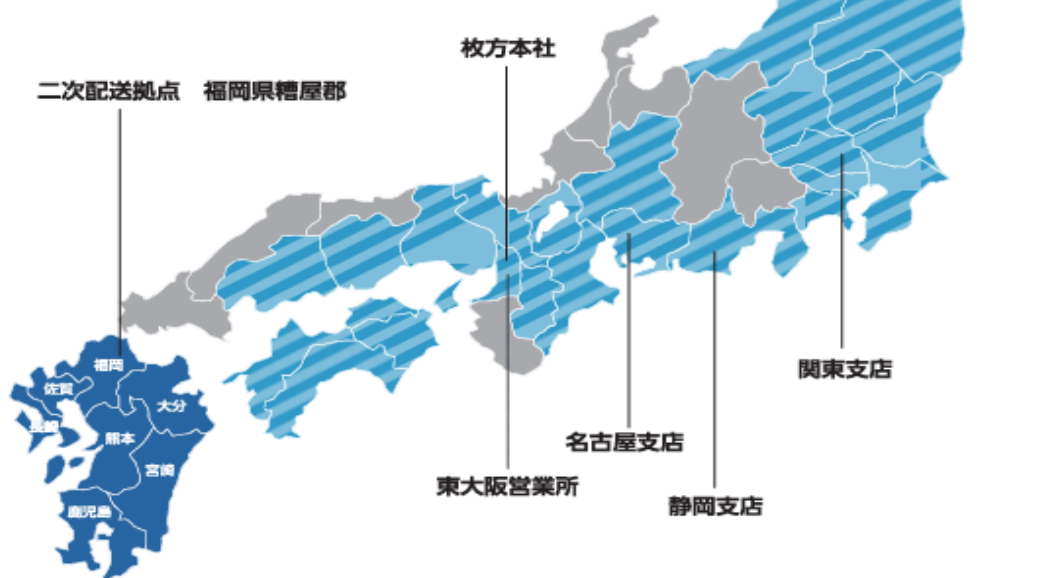 枚方本社
二次配送拠点　福岡県糟屋郡
関東支店
福岡
佐賀
大分
長崎
熊本
名古屋支店
宮崎
東大阪営業所
静岡支店
鹿児島